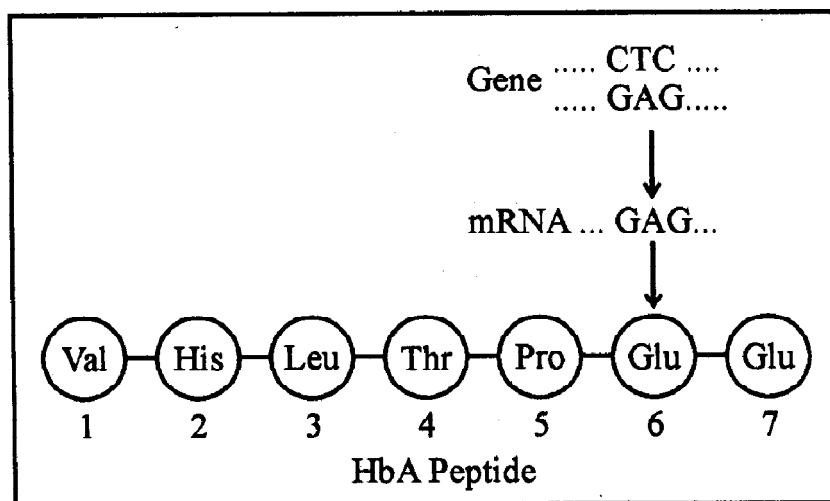 Gene ..... CTC ....
..... GAG.....
mRNA ... GAG...
Val His Leu Thr Pro Glu Glu
1 2 3 4 5 6 7
HbA Peptide